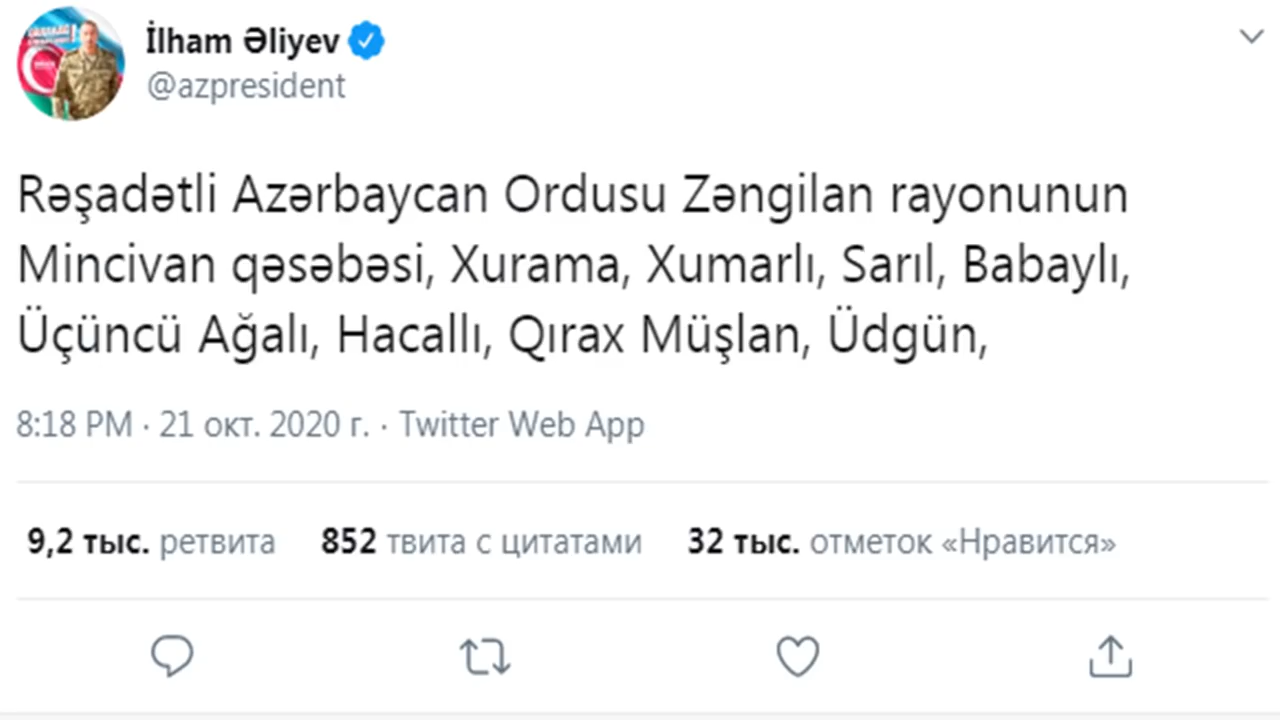 İlham Əliyev
@azpresident
Rəşadətli Azərbaycan Ordusu Zəngilan rayonunun
Mincivan qəsəbəsi, Xurama, Xumarlı, Sarıl, Babaylı,
Üçüncü Ağalı, Hacallı, Qırax Müşlan, Üdgün,
8:18 PM · 21 окт. 2020 г. · Twitter Web App
9,2 тыс. ретвита 852 твита с цитатами 32 тыс. отметок «Нравится»